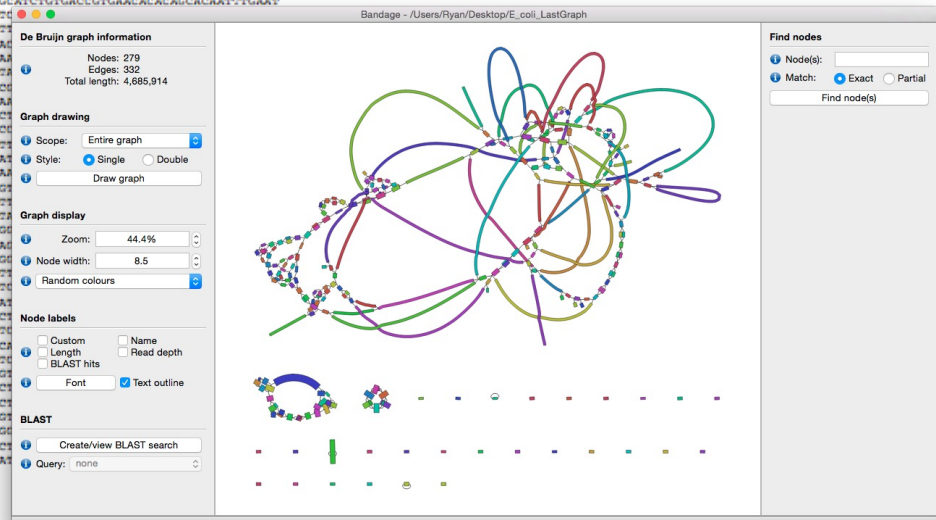 Bandage - /Users/Ryan/Desktop/E_coli_LastGraph
De Bruijn graph information
Nodes: 279
Edges: 332
Total length: 4,685,914
Graph drawing
Scope: Entire graph
Style: Single Double
Draw graph
Graph display
Zoom: 44.4%
Node width: 8.5
Random colours
Node labels
Custom Name
Length Read depth
BLAST hits
Font Text outline
BLAST
Create/view BLAST search
Query: none
Find nodes
Node(s):
Match: Exact Partial
Find node(s)